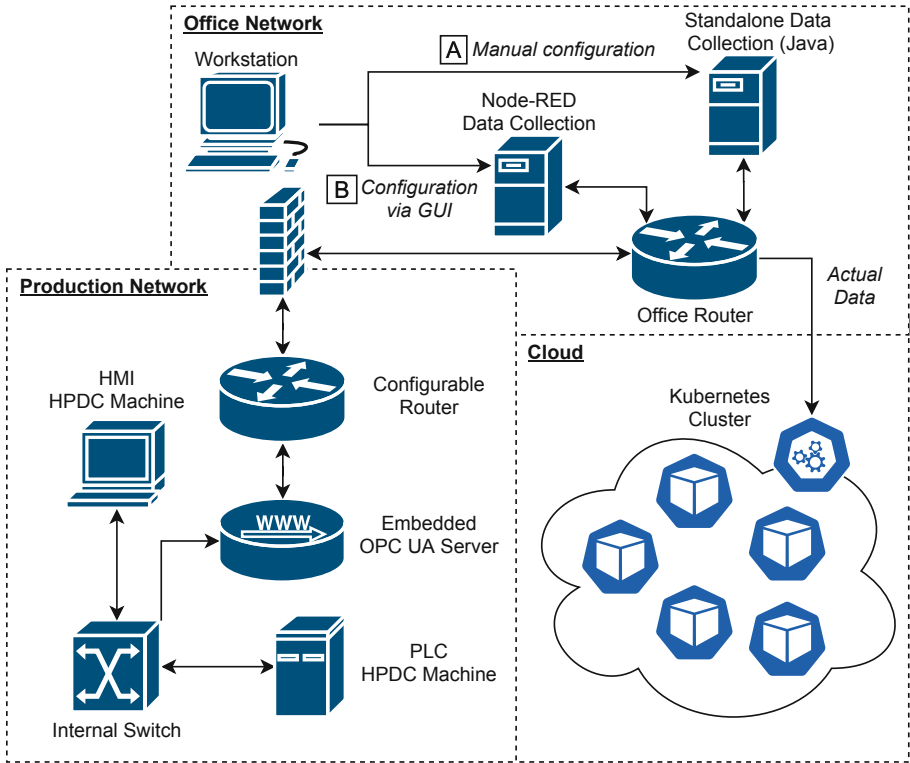 Office Network
Workstation
A Manual configuration
Standalone Data
Collection (Java)
Node-RED
Data Collection
B Configuration
via GUI
Office Router
Actual
Data
Production Network
HMI
HPDC Machine
Configurable
Router
WWW
Embedded
OPC UA Server
PLC
HPDC Machine
Internal Switch
Cloud
Kubernetes
Cluster